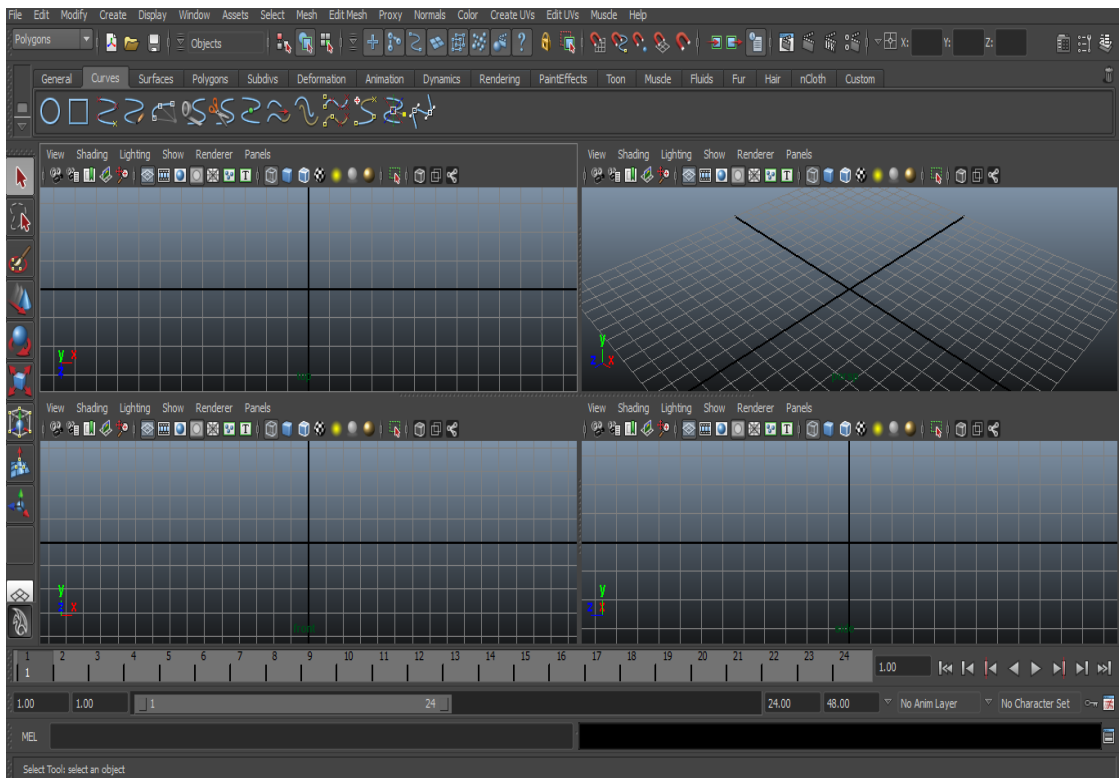 File Edit Modify Create Display Window Assets Select Mesh Edit Mesh Proxy Normals Color Create UVs Edit UVs Muscle Help
Polygons Objects X: Y: Z:
General Curves Surfaces Polygons Subdivs Deformation Animation Dynamics Rendering PaintEffects Toon Muscle Fluids Fur Hair nCloth Custom
View Shading Lighting Show Renderer Panels
y x
z
top
View Shading Lighting Show Renderer Panels
y
z x
persp
View Shading Lighting Show Renderer Panels
y
z x
front
View Shading Lighting Show Renderer Panels
y
z x
side
1 2 3 4 5 6 7 8 9 10 11 12 13 14 15 16 17 18 19 20 21 22 23 24
1 1.00
1.00 1.00 1 24 24.00 48.00 No Anim Layer No Character Set
MEL
Select Tool: select an object